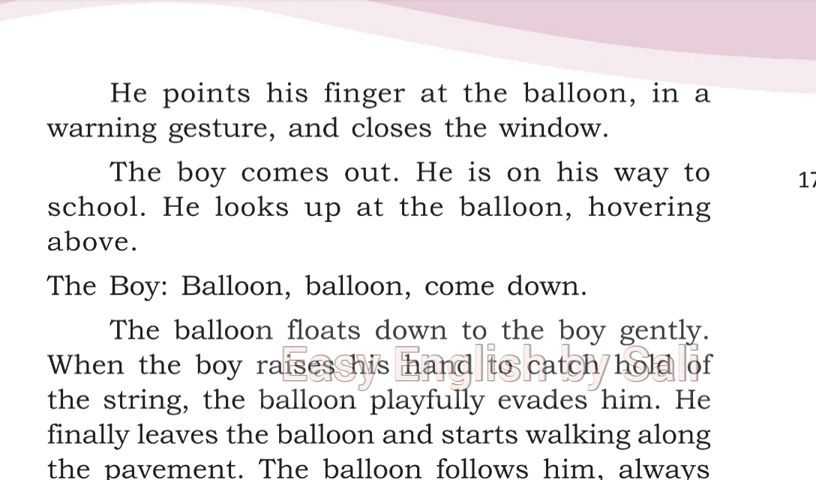 He points his finger at the balloon, in a
warning gesture, and closes the window.
The boy comes out. He is on his way to
17
school. He looks up at the balloon, hovering
above.
The Boy: Balloon, balloon, come down.
The balloon floats down to the boy gently.
Easy English by Sali
When the boy raises his hand to catch hold of
the string, the balloon playfully evades him. He
finally leaves the balloon and starts walking along
the pavement. The balloon follows him, always